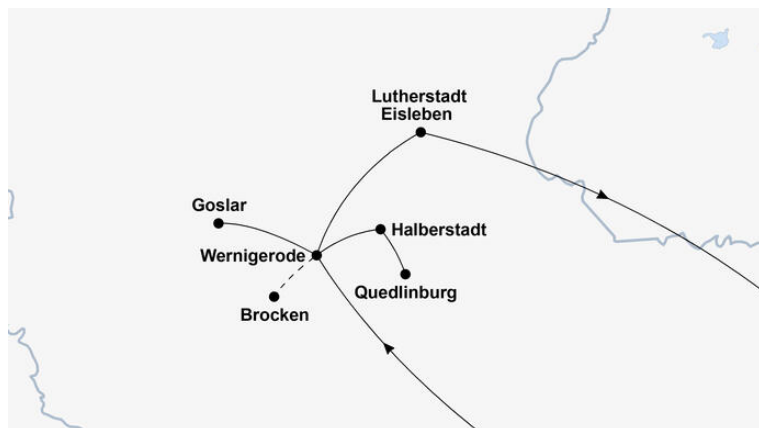 Lutherstadt
Eisleben
Goslar
Halberstadt
Wernigerode
Quedlinburg
Brocken